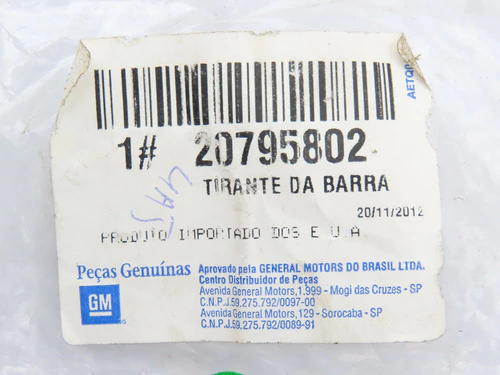 AETQP
1# 20795802
TIRANTE DA BARRA
20/11/2012
PRODUTO IMPORTADO DOS E U.A.
Peças Genuínas
GM
Aprovado pela GENERAL MOTORS DO BRASIL LTDA.
Centro Distribuidor de Peças
Avenida General Motors,1.999 - Mogi das Cruzes - SP
C.N.P.J.59.275.792/0097-00
Avenida General Motors,129 - Sorocaba - SP
C.N.P.J.59.275.792/0089-91